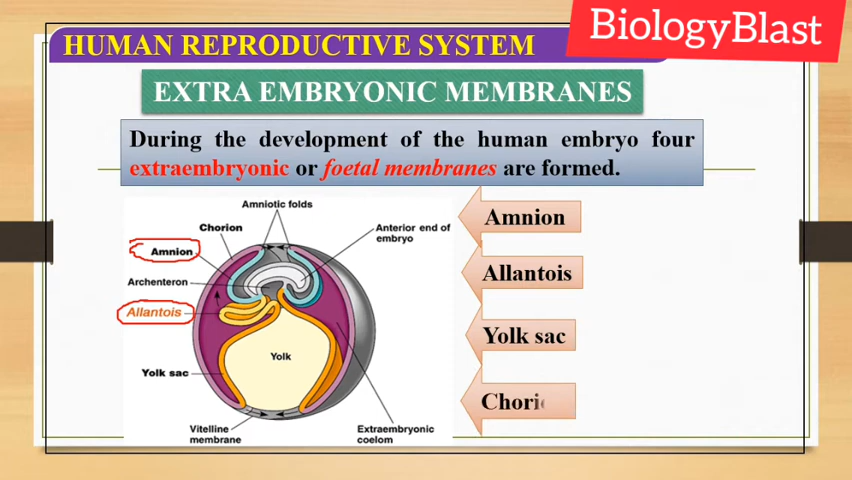 HUMAN REPRODUCTIVE SYSTEM
BiologyBlast
EXTRA EMBRYONIC MEMBRANES
During the development of the human embryo four
extraembryonic or foetal membranes are formed.
Amniotic folds
Chorion
Anterior end of
embryo
Amnion
Archenteron
Allantois
Yolk
Yolk sac
Vitelline
membrane
Extraembryonic
coelom
Amnion
Allantois
Yolk sac
Chori